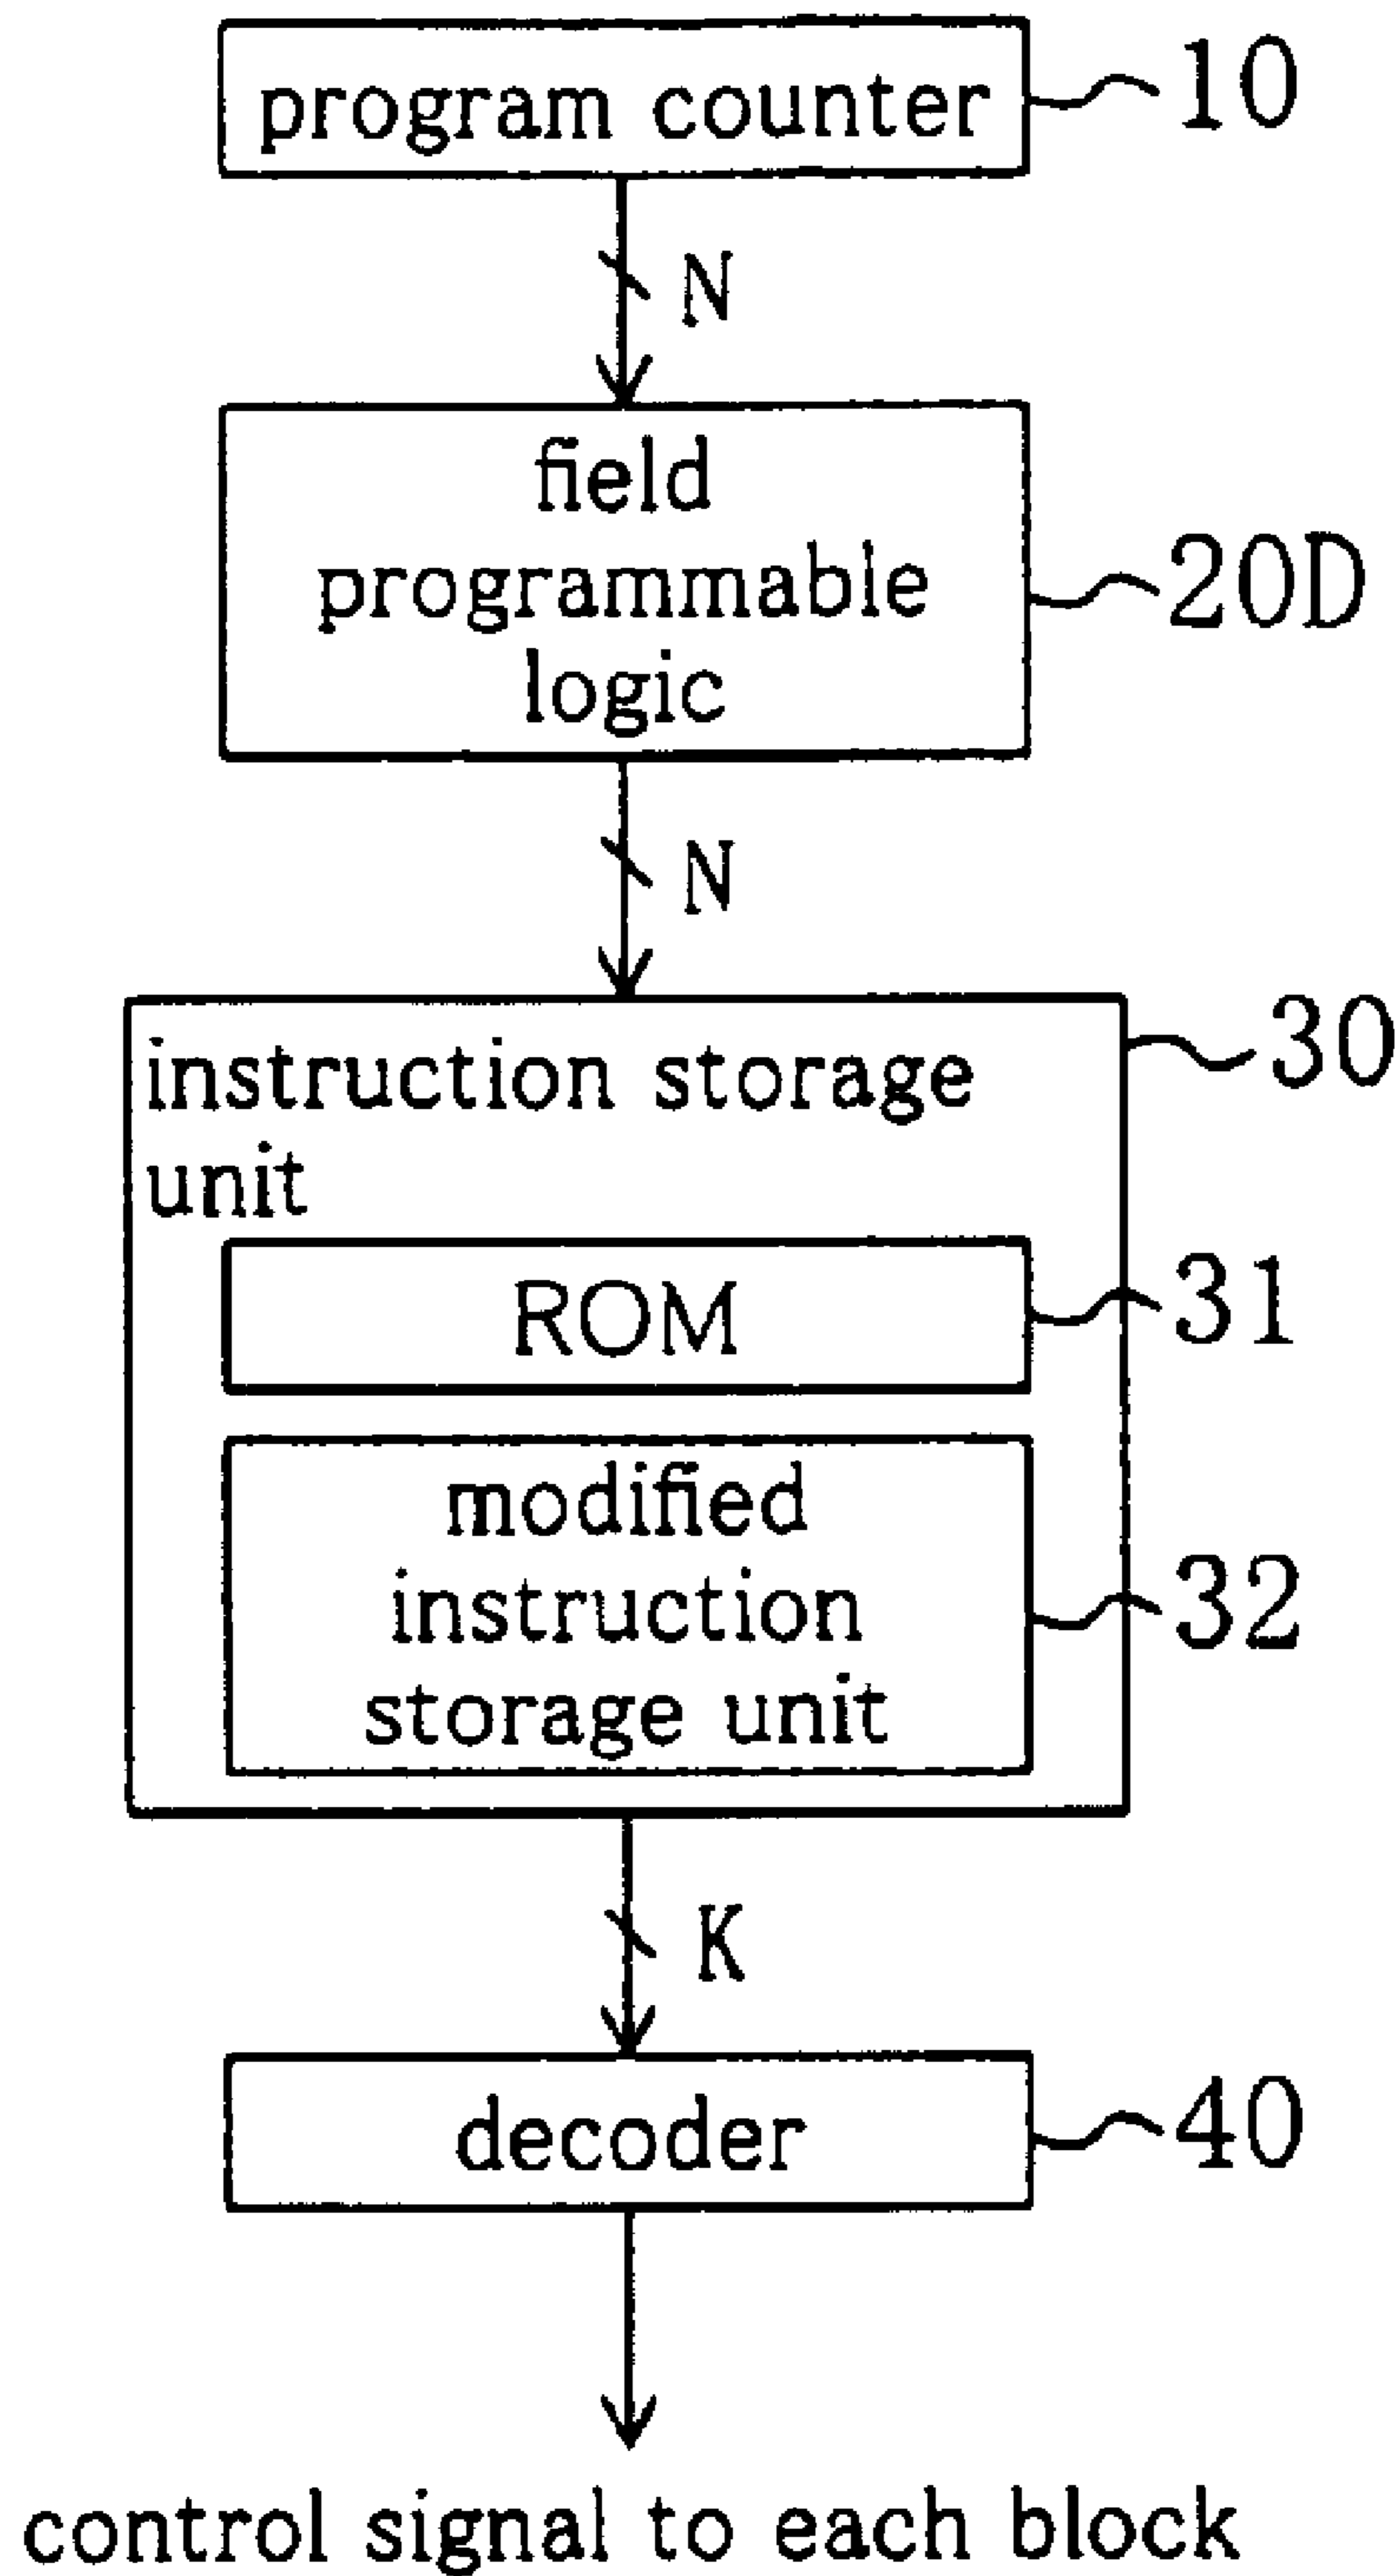 program counter
10
N
field
programmable
logic
20D
N
30
instruction storage
unit
ROM
31
modified
instruction
storage unit
32
K
decoder
40
control signal to each block